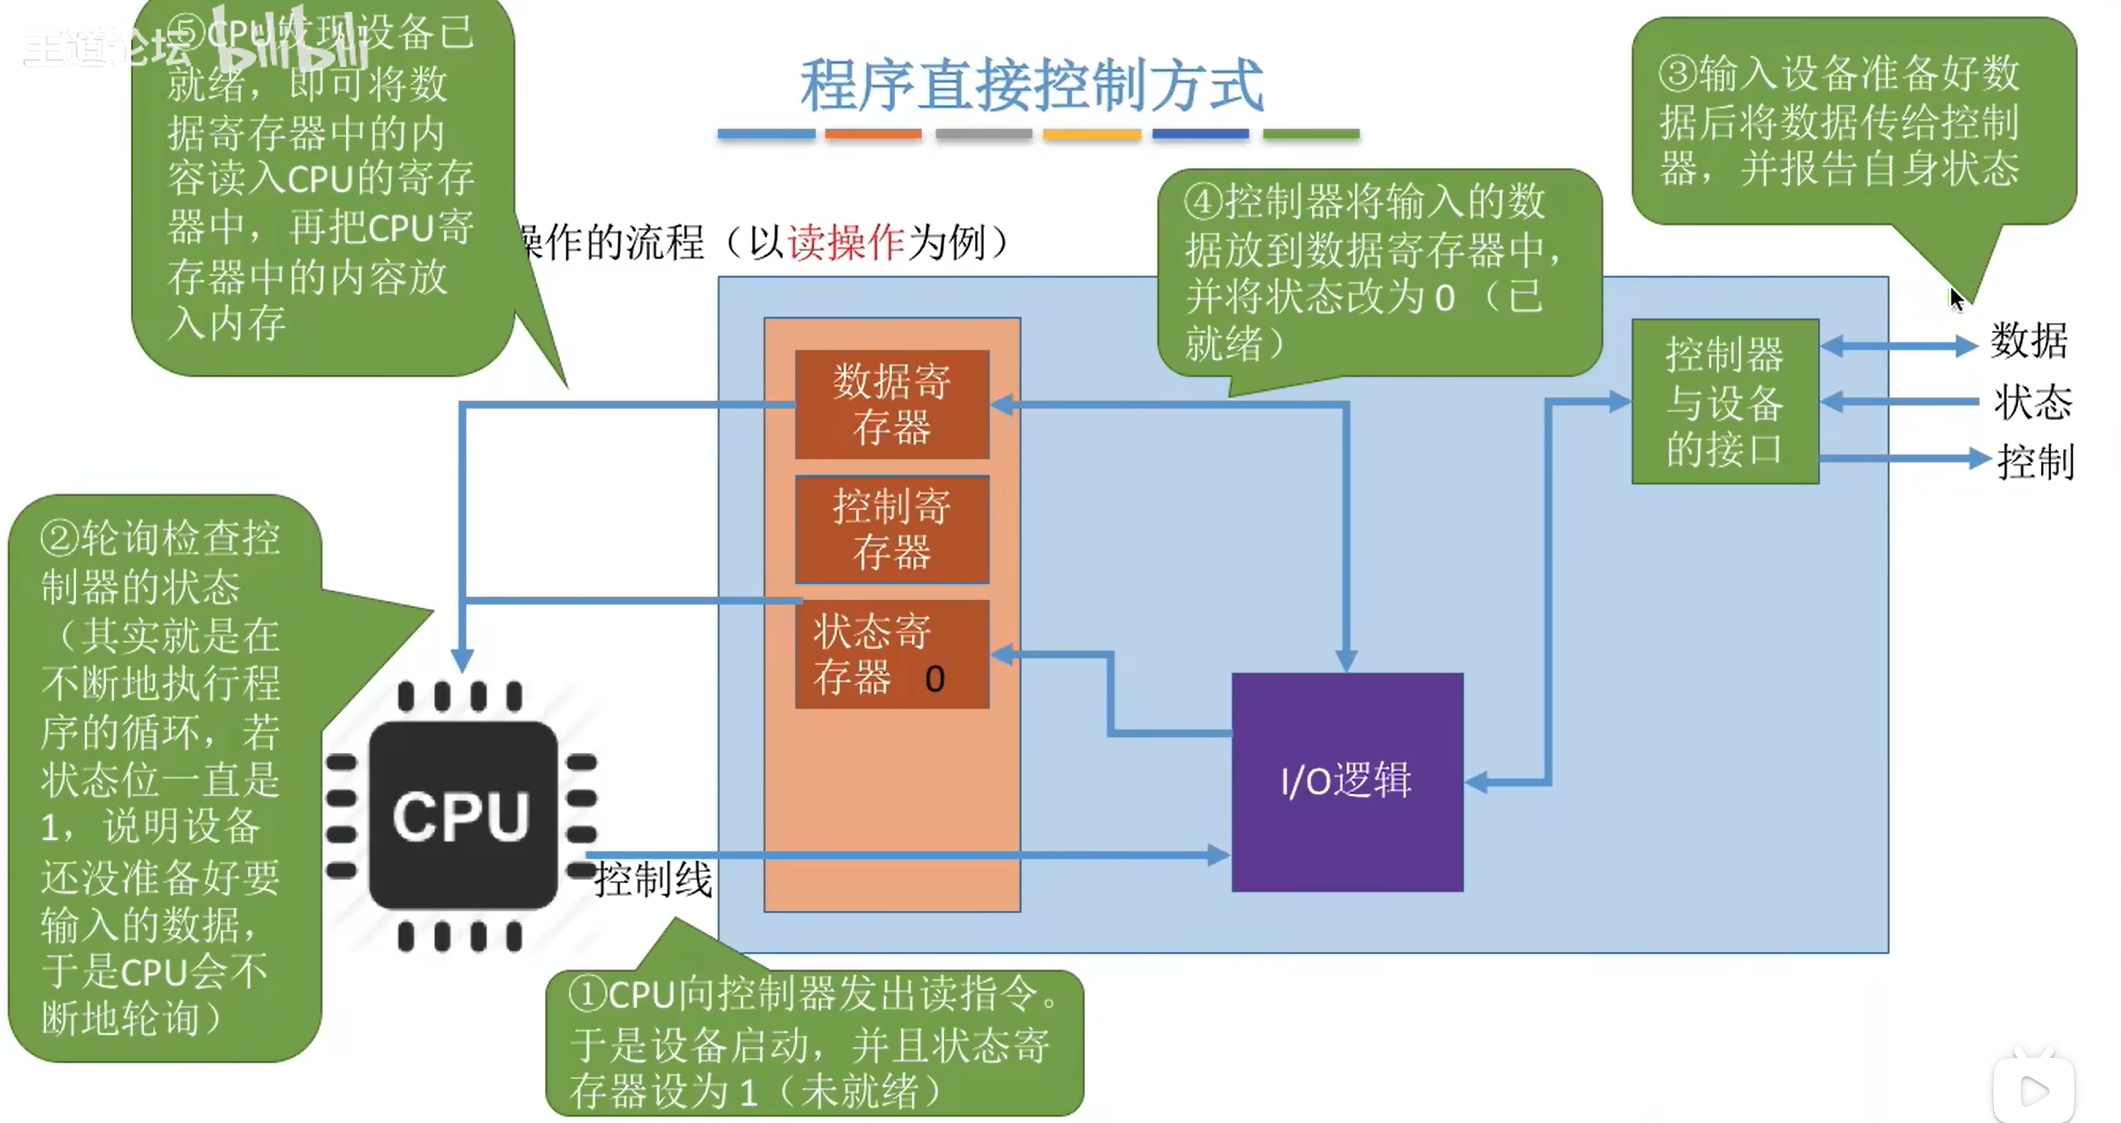 王道论坛 bilibili
程序直接控制方式
操作的流程（以读操作为例）
⑤CPU发现设备已
就绪，即可将数
据寄存器中的内
容读入CPU的寄存
器中，再把CPU寄
存器中的内容放
入内存
③输入设备准备好数
据后将数据传给控制
器，并报告自身状态
④控制器将输入的数
据放到数据寄存器中，
并将状态改为 0 （已
就绪）
数据寄
存器
控制寄
存器
状态寄
存器 0
控制器
与设备
的接口
数据
状态
控制
②轮询检查控
制器的状态
（其实就是在
不断地执行程
序的循环，若
状态位一直是
1，说明设备
还没准备好要
输入的数据，
于是CPU会不
断地轮询）
CPU
I/O逻辑
控制线
①CPU向控制器发出读指令。
于是设备启动，并且状态寄
存器设为 1（未就绪）